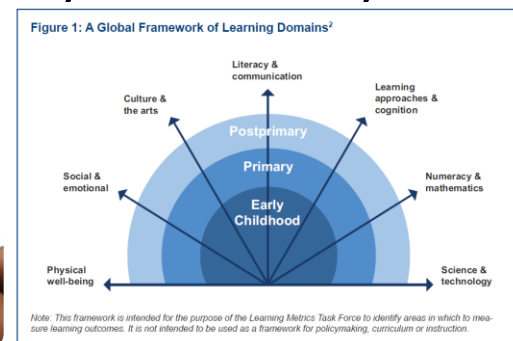 Figure 1: A Global Framework of Learning Domains²
Literacy &
communication
Culture &
the arts
Learning
approaches &
cognition
Postprimary
Primary
Social &
emotional
Numeracy &
mathematics
Early
Childhood
Physical
well-being
Science &
technology
Note: This framework is intended for the purpose of the Learning Metrics Task Force to identify areas in which to mea-
sure learning outcomes. It is not intended to be used as a framework for policymaking, curriculum or instruction.